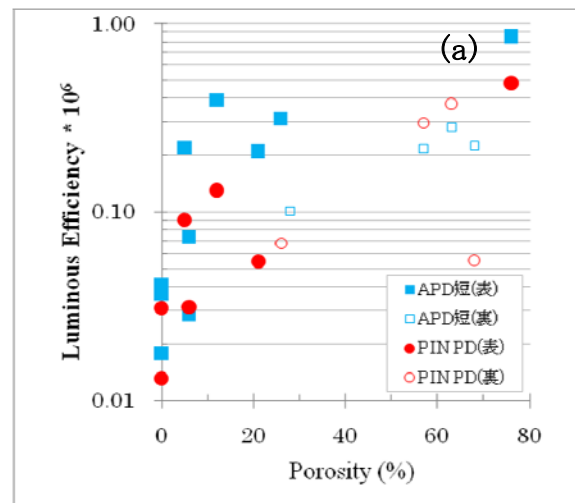 (a)
1.00
0.10
0.01
Luminous Efficiency * 10⁶
APD短(表)
APD短(裏)
PIN PD(表)
PIN PD(裏)
0 20 40 60 80
Porosity (%)